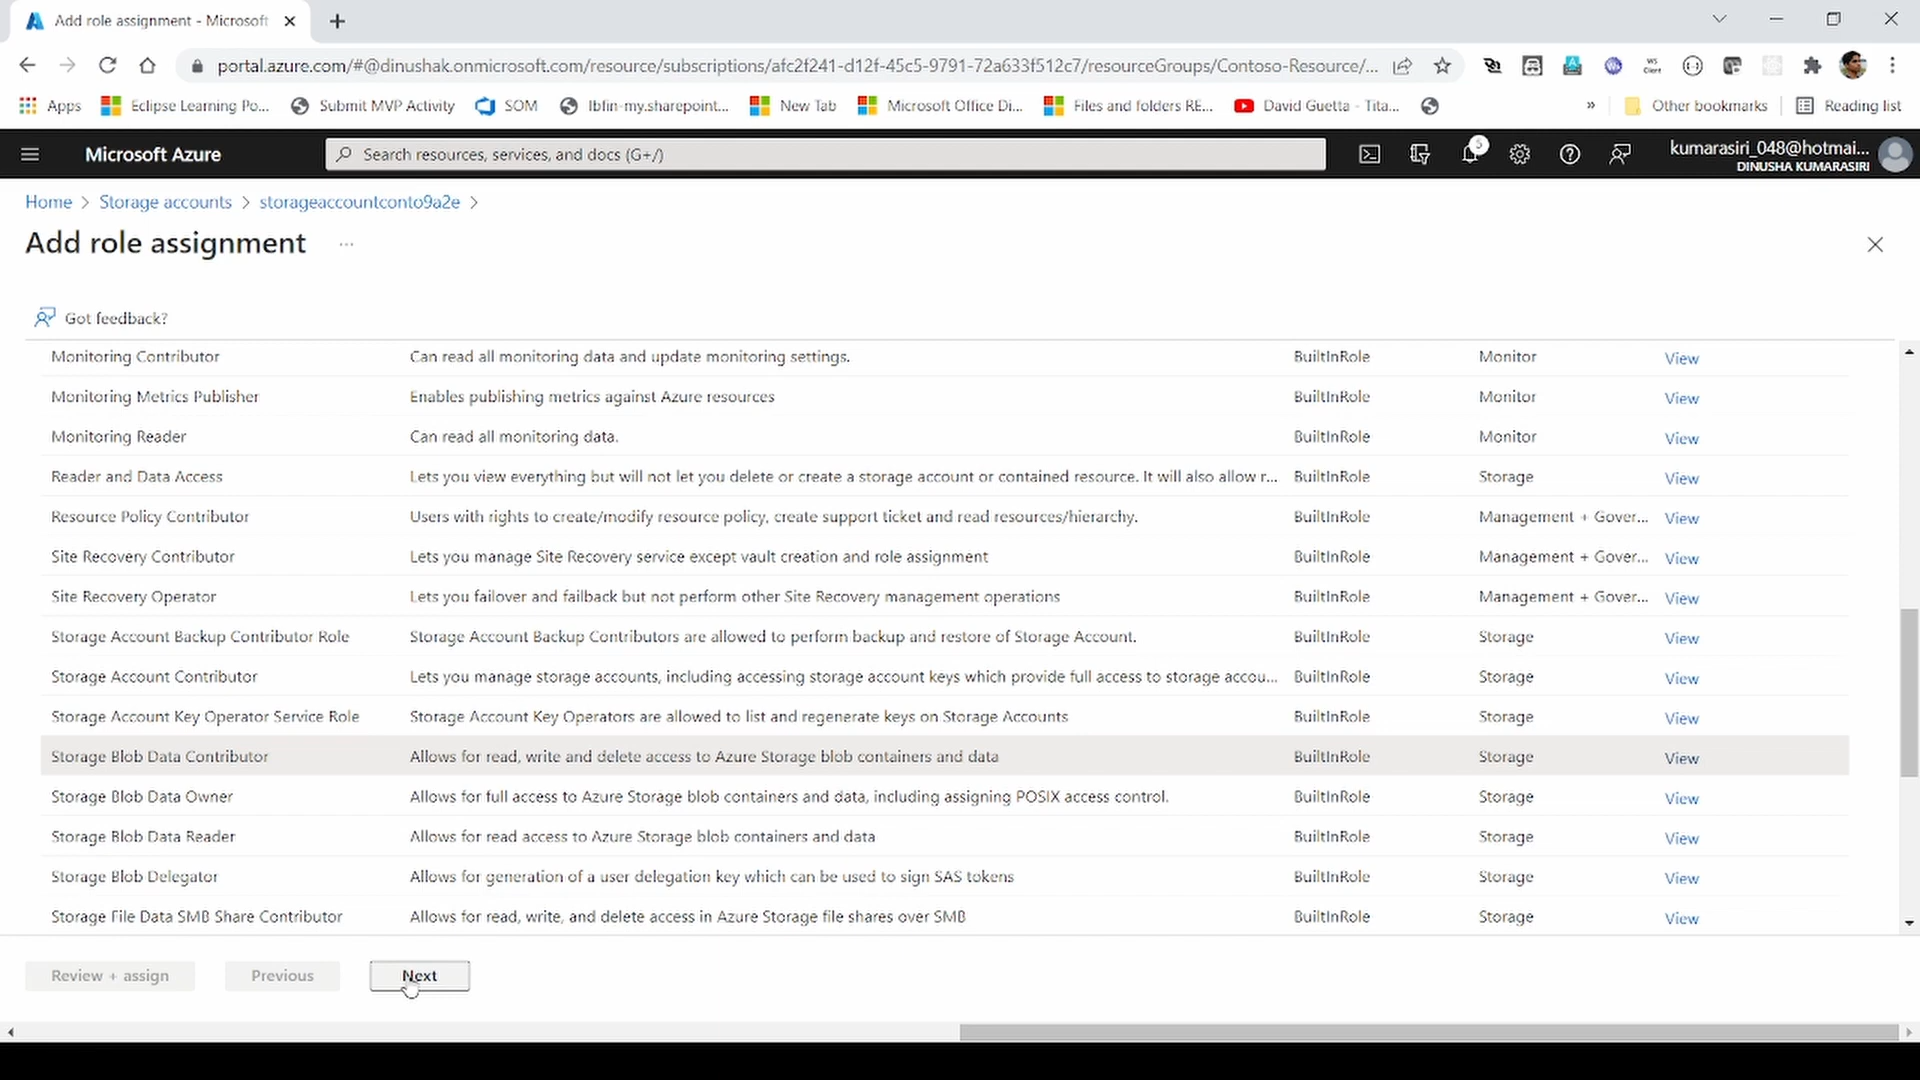 Add role assignment - Microsoft
portal.azure.com/#@dinushak.onmicrosoft.com/resource/subscriptions/afc2f241-d12f-45c5-9791-72a633f512c7/resourceGroups/Contoso-Resource/...
Apps Eclipse Learning Po... Submit MVP Activity SOM lbfin-my.sharepoint... New Tab Microsoft Office Di... Files and folders RE... David Guetta - Tita... » Other bookmarks Reading list
Microsoft Azure Search resources, services, and docs (G+/) 5 kumarasiri_048@hotmai...
DINUSHA KUMARASIRI
Home > Storage accounts > storageaccountconto9a2e >
Add role assignment ...
Got feedback?
Monitoring Contributor Can read all monitoring data and update monitoring settings. BuiltInRole Monitor View
Monitoring Metrics Publisher Enables publishing metrics against Azure resources BuiltInRole Monitor View
Monitoring Reader Can read all monitoring data. BuiltInRole Monitor View
Reader and Data Access Lets you view everything but will not let you delete or create a storage account or contained resource. It will also allow r... BuiltInRole Storage View
Resource Policy Contributor Users with rights to create/modify resource policy, create support ticket and read resources/hierarchy. BuiltInRole Management + Gover... View
Site Recovery Contributor Lets you manage Site Recovery service except vault creation and role assignment BuiltInRole Management + Gover... View
Site Recovery Operator Lets you failover and failback but not perform other Site Recovery management operations BuiltInRole Management + Gover... View
Storage Account Backup Contributor Role Storage Account Backup Contributors are allowed to perform backup and restore of Storage Account. BuiltInRole Storage View
Storage Account Contributor Lets you manage storage accounts, including accessing storage account keys which provide full access to storage accou... BuiltInRole Storage View
Storage Account Key Operator Service Role Storage Account Key Operators are allowed to list and regenerate keys on Storage Accounts BuiltInRole Storage View
Storage Blob Data Contributor Allows for read, write and delete access to Azure Storage blob containers and data BuiltInRole Storage View
Storage Blob Data Owner Allows for full access to Azure Storage blob containers and data, including assigning POSIX access control. BuiltInRole Storage View
Storage Blob Data Reader Allows for read access to Azure Storage blob containers and data BuiltInRole Storage View
Storage Blob Delegator Allows for generation of a user delegation key which can be used to sign SAS tokens BuiltInRole Storage View
Storage File Data SMB Share Contributor Allows for read, write, and delete access in Azure Storage file shares over SMB BuiltInRole Storage View
Review + assign Previous Next